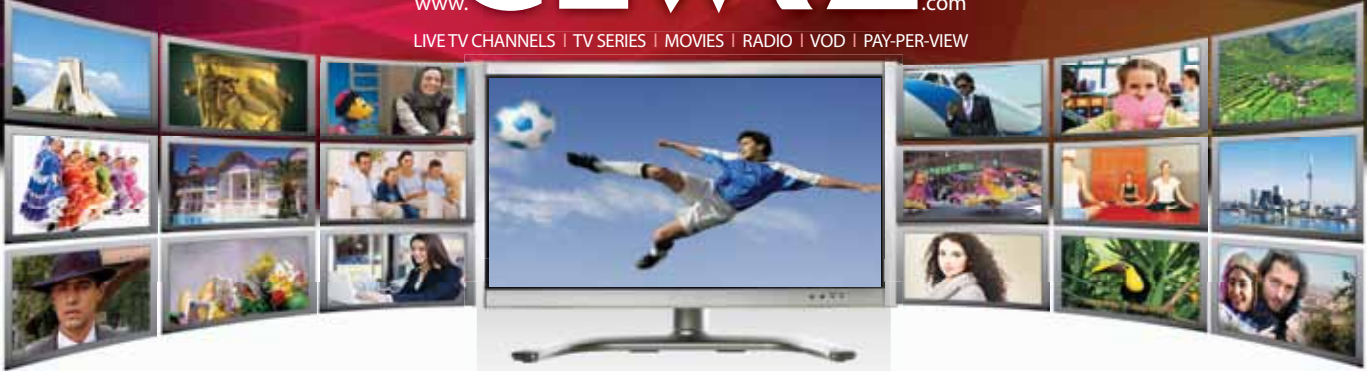 www. .com
LIVE TV CHANNELS | TV SERIES | MOVIES | RADIO | VOD | PAY-PER-VIEW